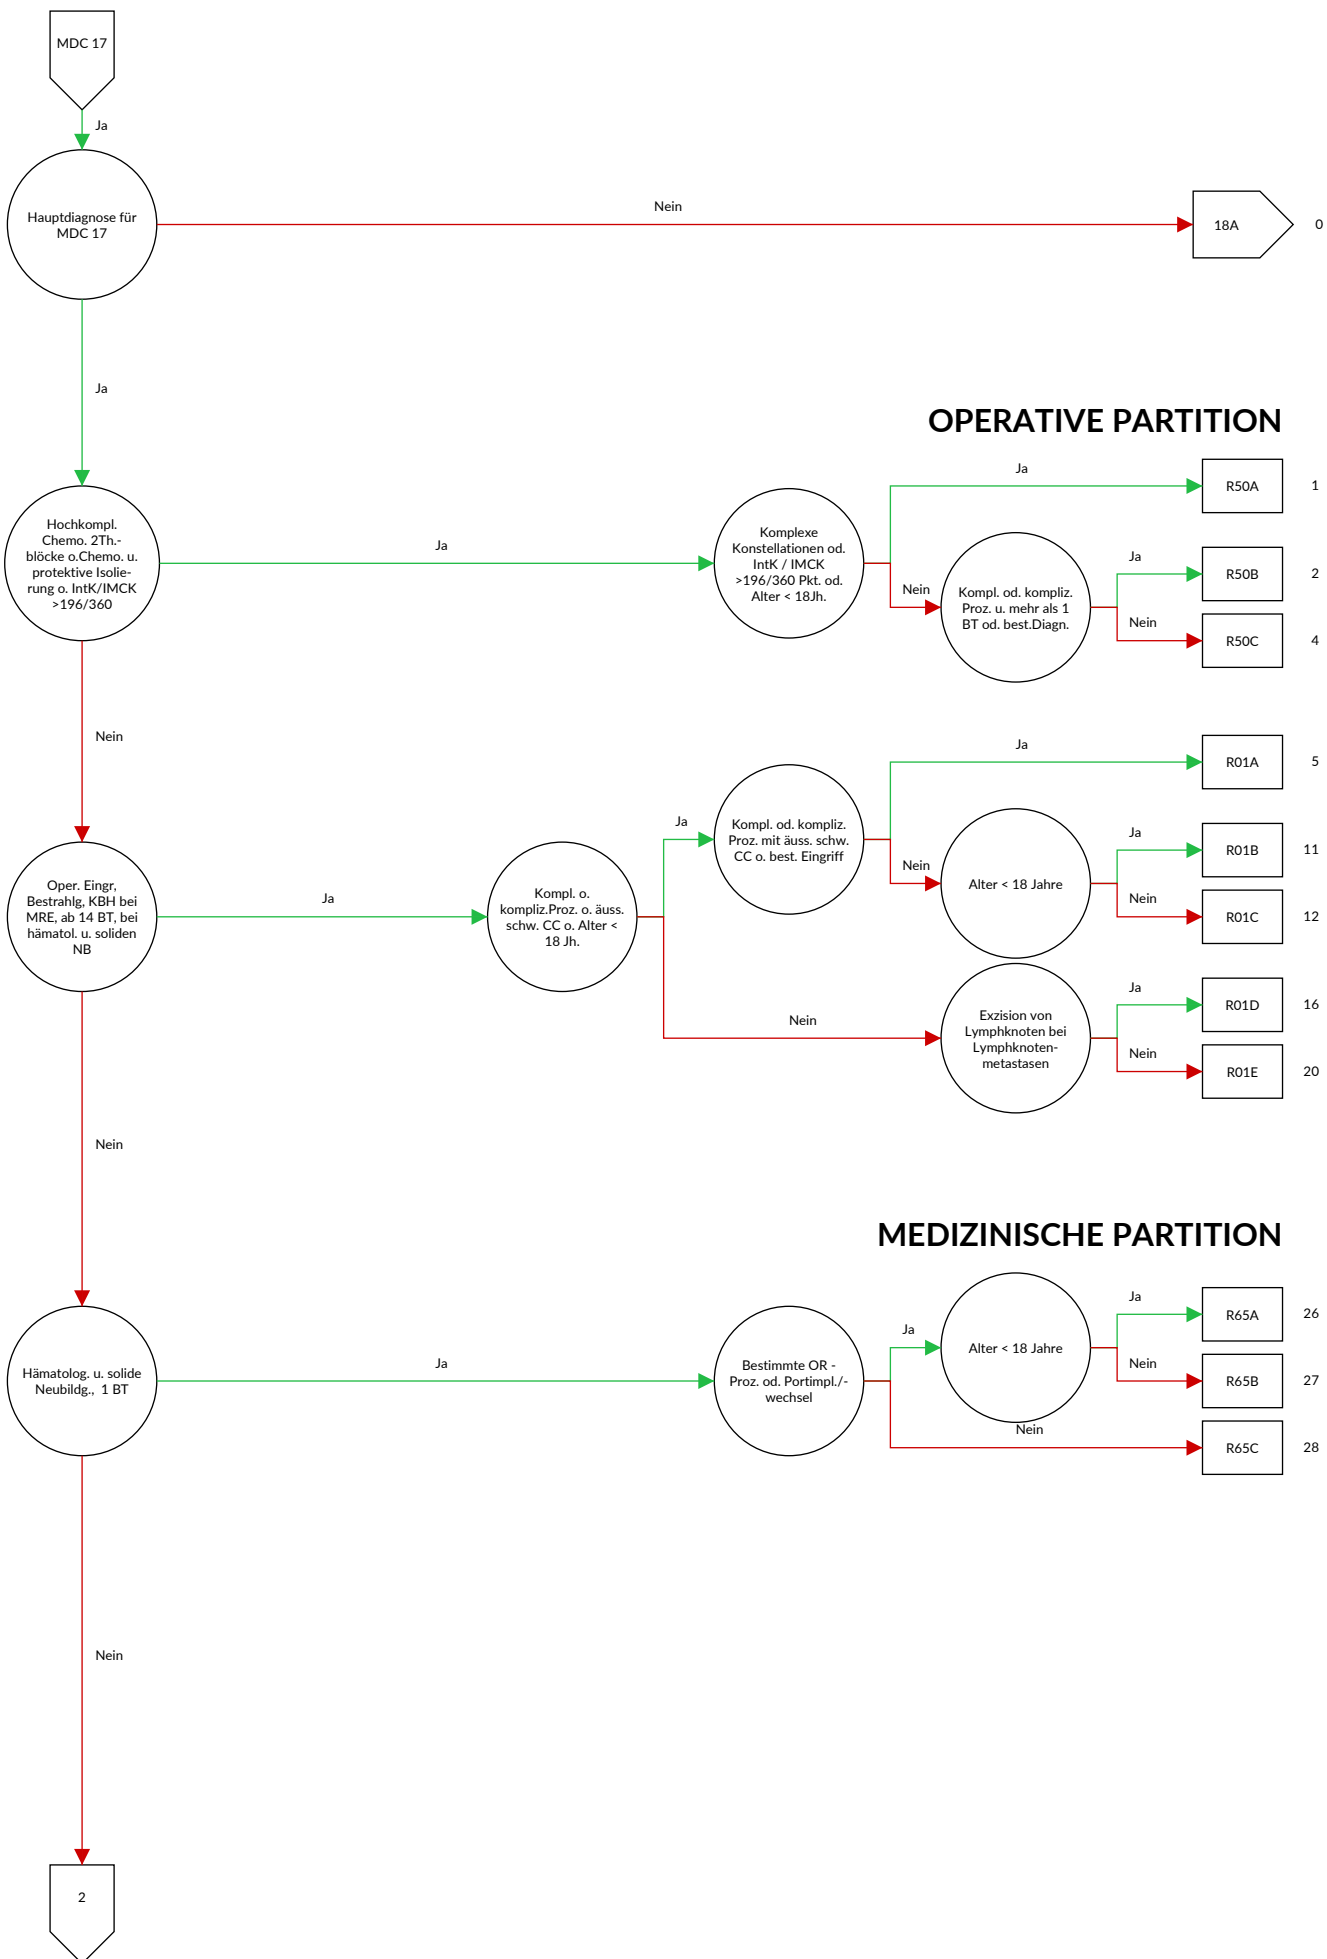 MDC 17
Ja
Hauptdiagnose für
MDC 17
Nein
18A
0
Ja
OPERATIVE PARTITION
Hochkompl.
Chemo. 2Th.-
blöcke o.Chemo. u.
protektive Isolie-
rung o. IntK/IMCK
>196/360
Ja
Komplexe
Konstellationen od.
IntK / IMCK
>196/360 Pkt. od.
Alter < 18Jh.
Ja
R50A
1
Nein
Kompl. od. kompliz.
Proz. u. mehr als 1
BT od. best.Diagn.
Ja
R50B
2
Nein
R50C
4
Nein
Oper. Eingr,
Bestrahlg, KBH bei
MRE, ab 14 BT, bei
hämatol. u. soliden
NB
Ja
Kompl. o.
kompliz.Proz. o. äuss.
schw. CC o. Alter <
18 Jh.
Ja
Kompl. od. kompliz.
Proz. mit äuss. schw.
CC o. best. Eingriff
Ja
R01A
5
Nein
Alter < 18 Jahre
Ja
R01B
11
Nein
R01C
12
Nein
Exzision von
Lymphknoten bei
Lymphknoten-
metastasen
Ja
R01D
16
Nein
R01E
20
Nein
MEDIZINISCHE PARTITION
Hämatolog. u. solide
Neubildg., 1 BT
Ja
Bestimmte OR -
Proz. od. Portimpl./-
wechsel
Ja
Alter < 18 Jahre
Ja
R65A
26
Nein
R65B
27
Nein
R65C
28
Nein
2